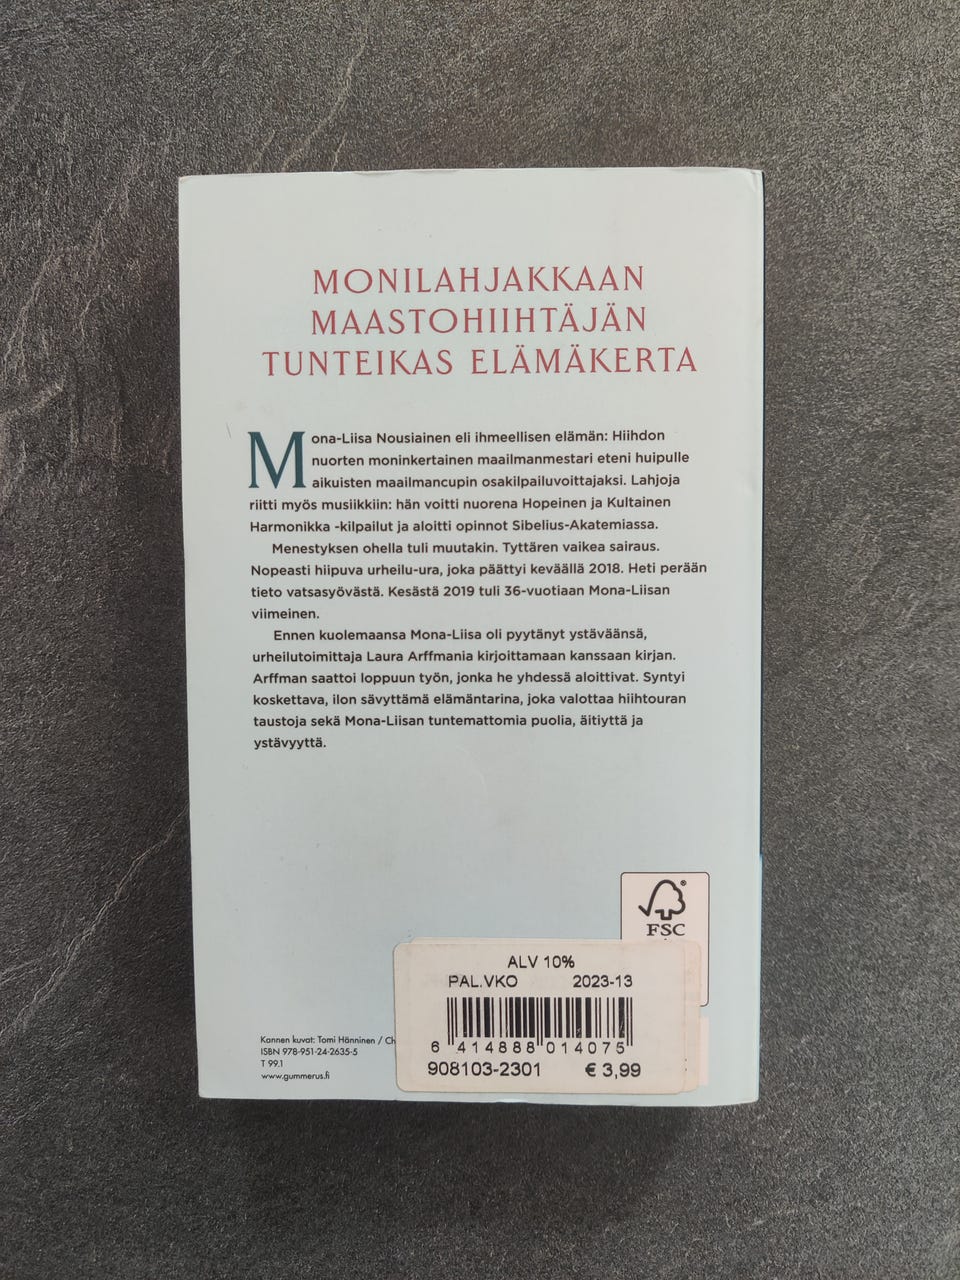 MONILAHJAKKAAN
MAASTOHIIHTÄJÄN
TUNTEIKAS ELÄMÄKERTA
Mona-Liisa Nousiainen eli ihmeellisen elämän: Hiihdon
nuorten moninkertainen maailmanmestari eteni huipulle
aikuisten maailmancupin osakilpailuvoittajaksi. Lahjoja
riitti myös musiikkiin: hän voitti nuorena Hopeinen ja Kultainen
Harmonikka -kilpailut ja aloitti opinnot Sibelius-Akatemiassa.
Menestyksen ohella tuli muutakin. Tyttären vaikea sairaus.
Nopeasti hiipuva urheilu-ura, joka päättyi keväällä 2018. Heti perään
tieto vatsasyövästä. Kesästä 2019 tuli 36-vuotiaan Mona-Liisan
viimeinen.
Ennen kuolemaansa Mona-Liisa oli pyytänyt ystäväänsä,
urheilutoimittaja Laura Arffmania kirjoittamaan kanssaan kirjan.
Arffman saattoi loppuun työn, jonka he yhdessä aloittivat. Syntyi
koskettava, ilon sävyttämä elämäntarina, joka valottaa hiihtouran
taustoja sekä Mona-Liisan tuntemattomia puolia, äitiyttä ja
ystävyyttä.
FSC
ALV 10%
PAL.VKO 2023-13
6 414888 014075
908103-2301 € 3,99
Kannen kuvat: Tomi Hänninen / Ch
ISBN 978-951-24-2635-5
T 99.1
www.gummerus.fi